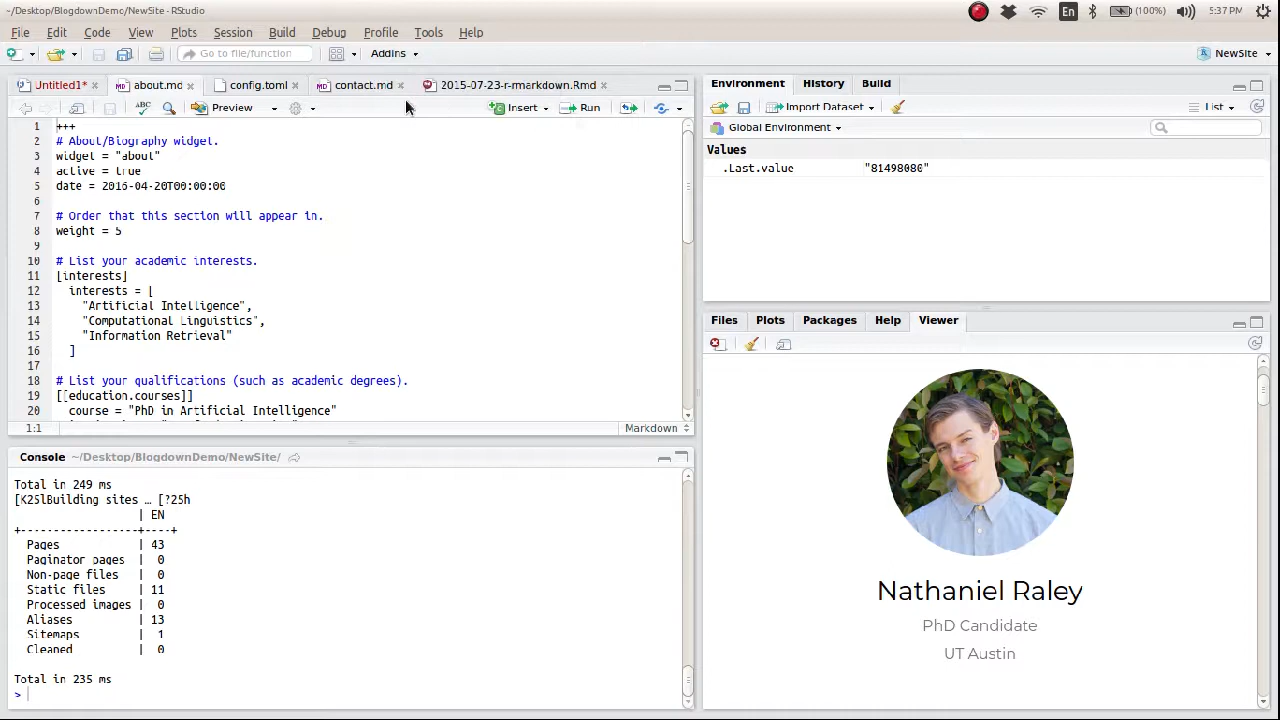 ~/Desktop/BlogdownDemo/NewSite - RStudio
En
(100%)
5:37 PM
File Edit Code View Plots Session Build Debug Profile Tools Help
Go to file/function
Addins
NewSite
Untitled1*
about.md
config.toml
contact.md
2015-07-23-r-rmarkdown.Rmd
ABC
Preview
Insert
Run
1 +++
2 # About/Biography widget.
3 widget = "about"
4 active = true
5 date = 2016-04-20T00:00:00
6
7 # Order that this section will appear in.
8 weight = 5
9
10 # List your academic interests.
11 [interests]
12 interests = [
13 "Artificial Intelligence",
14 "Computational Linguistics",
15 "Information Retrieval"
16 ]
17
18 # List your qualifications (such as academic degrees).
19 [[education.courses]]
20 course = "PhD in Artificial Intelligence"
1:1
Markdown
Console ~/Desktop/BlogdownDemo/NewSite/
Total in 249 ms
[K25lBuilding sites … [?25h
| EN
+------------------+----+
Pages | 43
Paginator pages | 0
Non-page files | 0
Static files | 11
Processed images | 0
Aliases | 13
Sitemaps | 1
Cleaned | 0
Total in 235 ms
>
Environment History Build
Import Dataset
List
Global Environment
Values
.Last.value "81498080"
Files Plots Packages Help Viewer
Nathaniel Raley
PhD Candidate
UT Austin